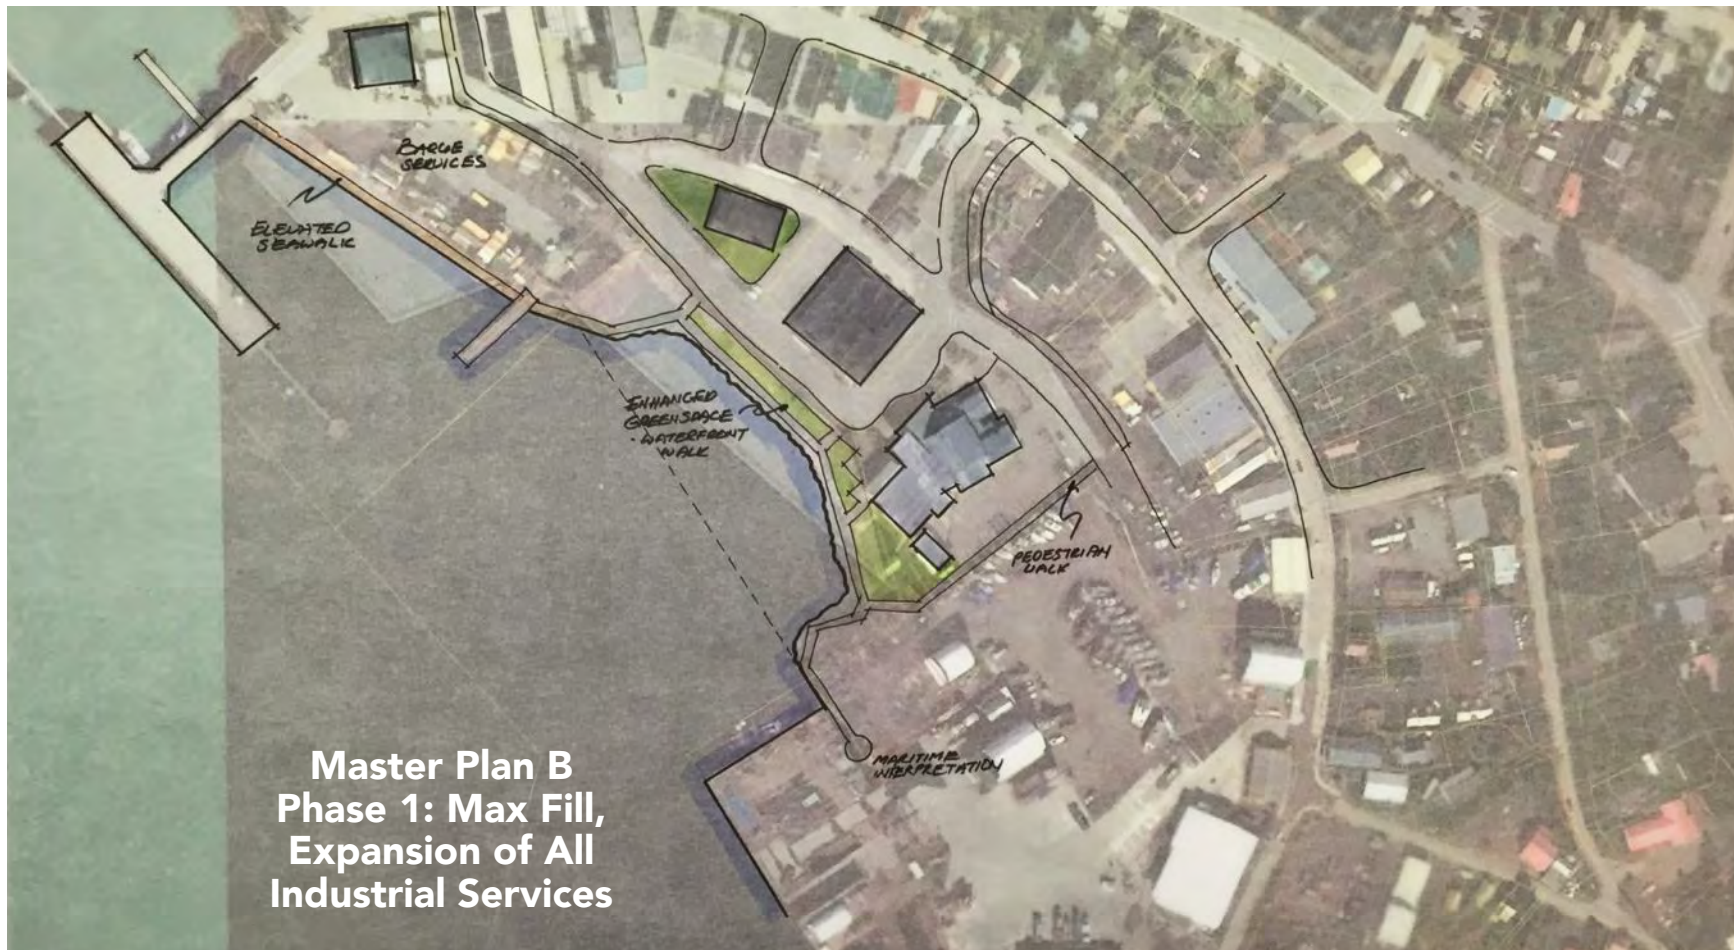 BARGE
SERVICES
ELEVATED
SEAWALK
ENHANCED
GREENSPACE
- WATERFRONT
WALK
PEDESTRIAN
WALK
MARITIME
INTERPRETATION
Master Plan B
Phase 1: Max Fill,
Expansion of All
Industrial Services